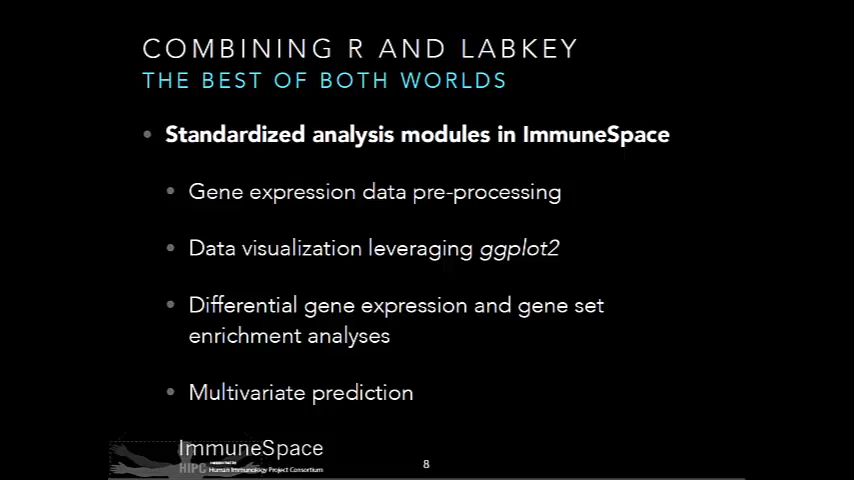 COMBINING R AND LABKEY
THE BEST OF BOTH WORLDS
• Standardized analysis modules in ImmuneSpace
• Gene expression data pre-processing
• Data visualization leveraging ggplot2
• Differential gene expression and gene set
enrichment analyses
• Multivariate prediction
ImmuneSpace
HIPC Human Immunology Project Consortium
8